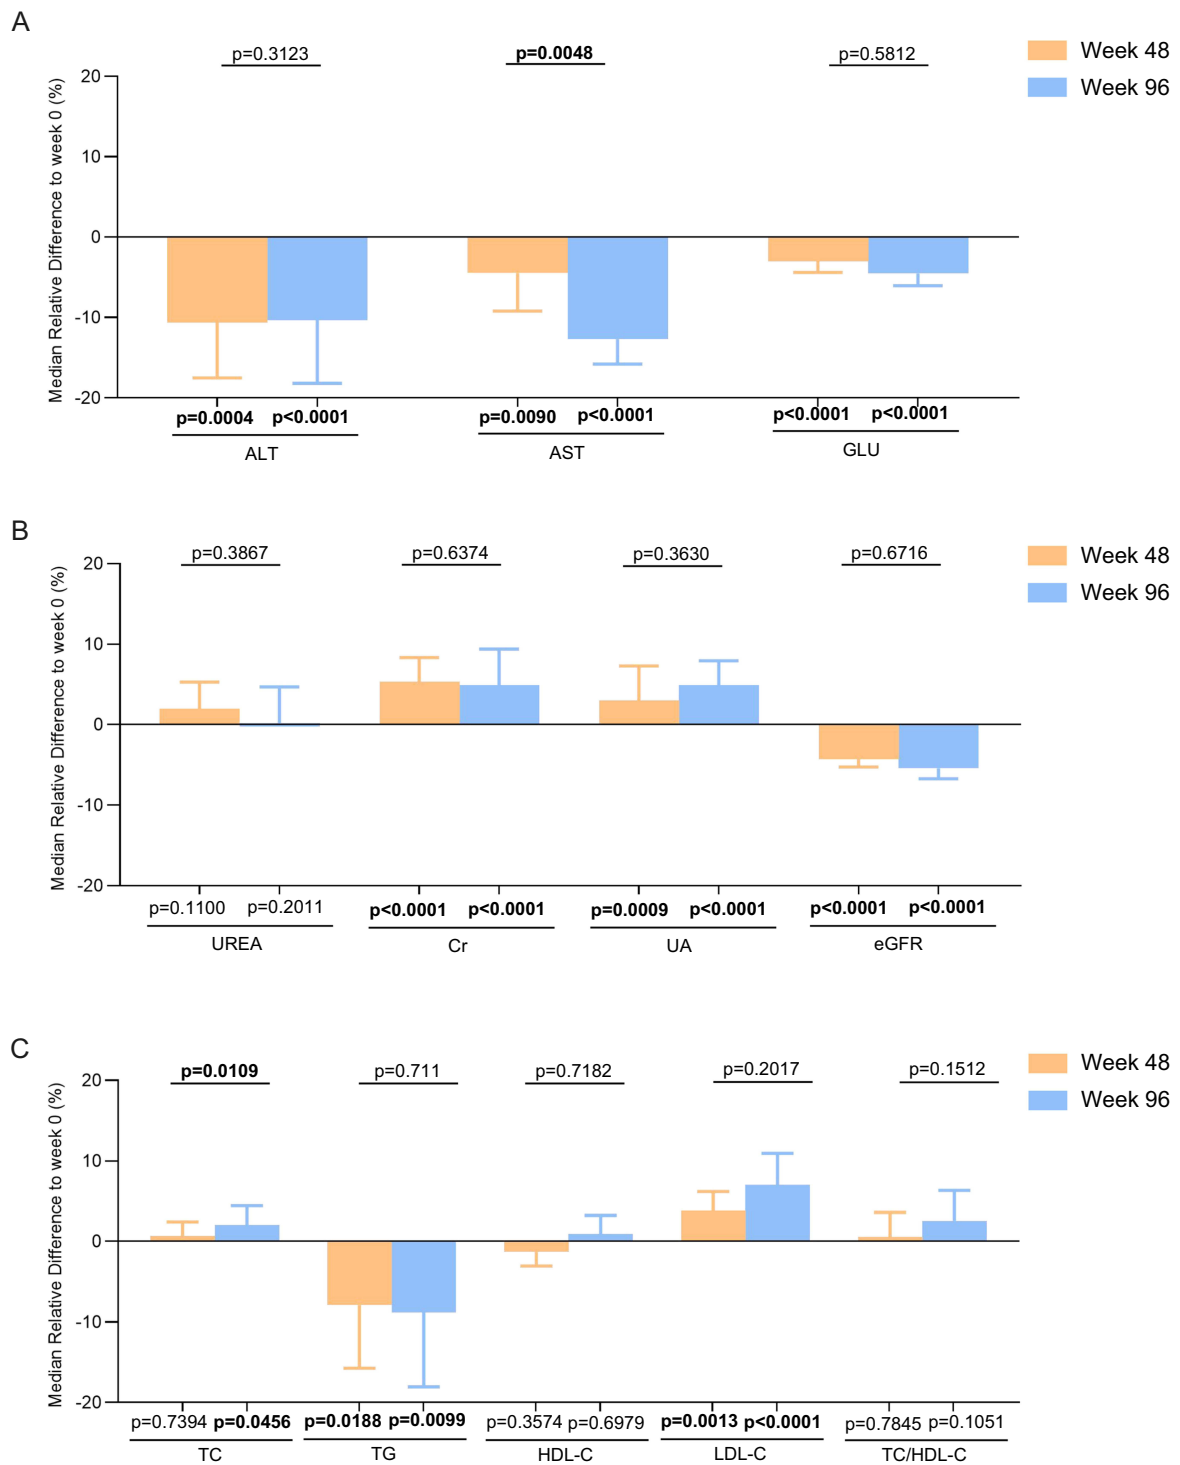 A
p=0.3123 p=0.0048 p=0.5812
Week 48
Week 96
Median Relative Difference to week 0 (%)
20
10
0
-10
-20
p=0.0004 p<0.0001 p=0.0090 p<0.0001 p<0.0001 p<0.0001
ALT AST GLU
B
p=0.3867 p=0.6374 p=0.3630 p=0.6716
Week 48
Week 96
Median Relative Difference to week 0 (%)
20
10
0
-10
-20
p=0.1100 p=0.2011 p<0.0001 p<0.0001 p=0.0009 p<0.0001 p<0.0001 p<0.0001
UREA Cr UA eGFR
C
p=0.0109 p=0.711 p=0.7182 p=0.2017 p=0.1512
Week 48
Week 96
Median Relative Difference to week 0 (%)
20
10
0
-10
-20
p=0.7394 p=0.0456 p=0.0188 p=0.0099 p=0.3574 p=0.6979 p=0.0013 p<0.0001 p=0.7845 p=0.1051
TC TG HDL-C LDL-C TC/HDL-C